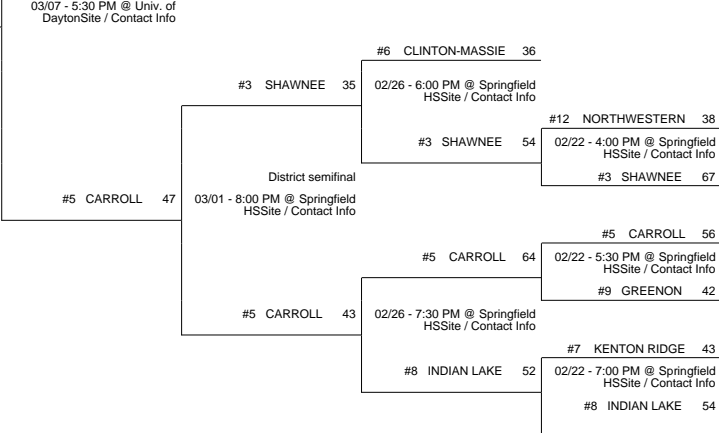 03/07 - 5:30 PM @ Univ. of
DaytonSite / Contact Info
#6 CLINTON-MASSIE 36
#3 SHAWNEE 35
02/26 - 6:00 PM @ Springfield
HSSite / Contact Info
#12 NORTHWESTERN 38
#3 SHAWNEE 54
02/22 - 4:00 PM @ Springfield
HSSite / Contact Info
#3 SHAWNEE 67
District semifinal
#5 CARROLL 47
03/01 - 8:00 PM @ Springfield
HSSite / Contact Info
#5 CARROLL 56
#5 CARROLL 64
02/22 - 5:30 PM @ Springfield
HSSite / Contact Info
#9 GREENON 42
#5 CARROLL 43
02/26 - 7:30 PM @ Springfield
HSSite / Contact Info
#7 KENTON RIDGE 43
#8 INDIAN LAKE 52
02/22 - 7:00 PM @ Springfield
HSSite / Contact Info
#8 INDIAN LAKE 54